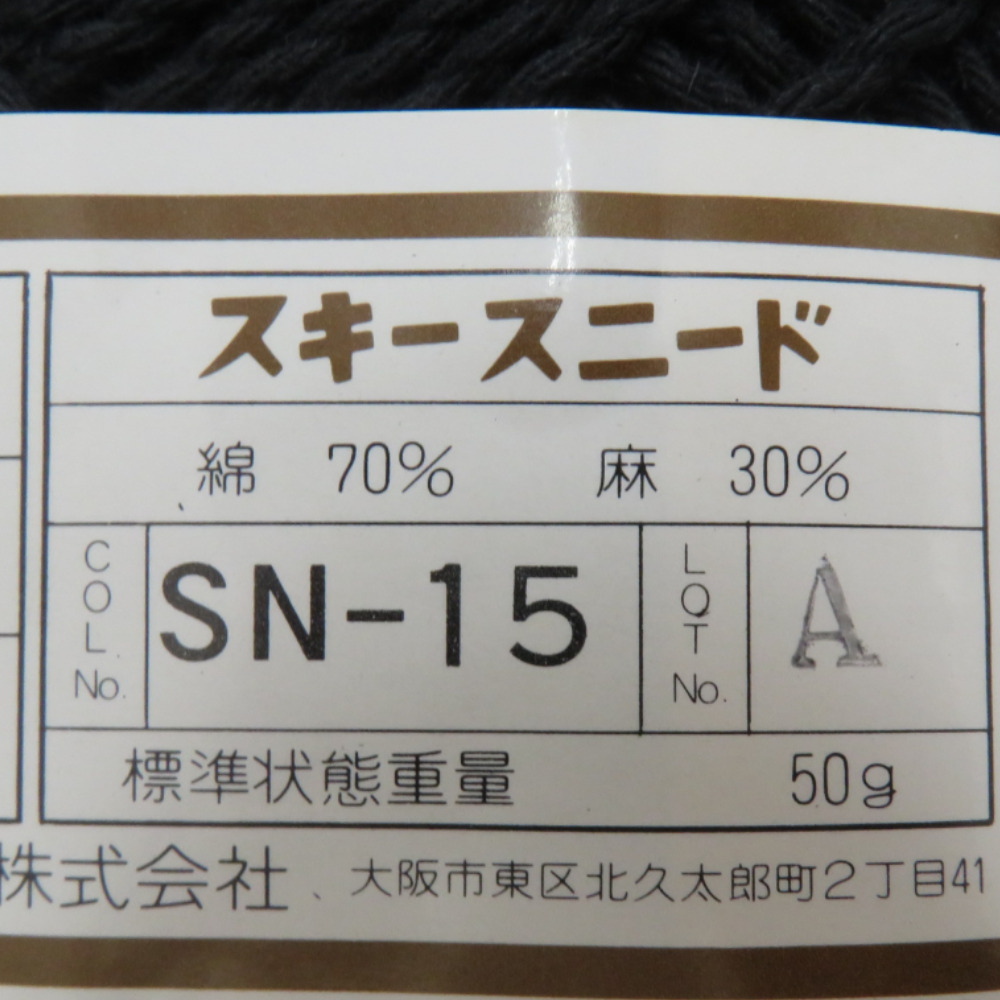 スキースニード
綿 70% 麻 30%
COL. No. SN-15 LOT No. A
標準状態重量 50g
株式会社、大阪市東区北久太郎町2丁目41